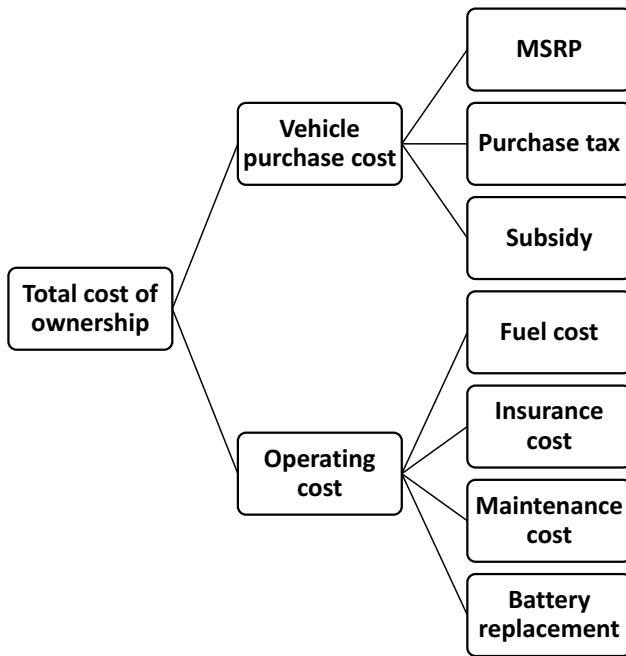 MSRP
Vehicle
purchase cost
Purchase tax
Subsidy
Total cost of
ownership
Fuel cost
Insurance
cost
Operating
cost
Maintenance
cost
Battery
replacement